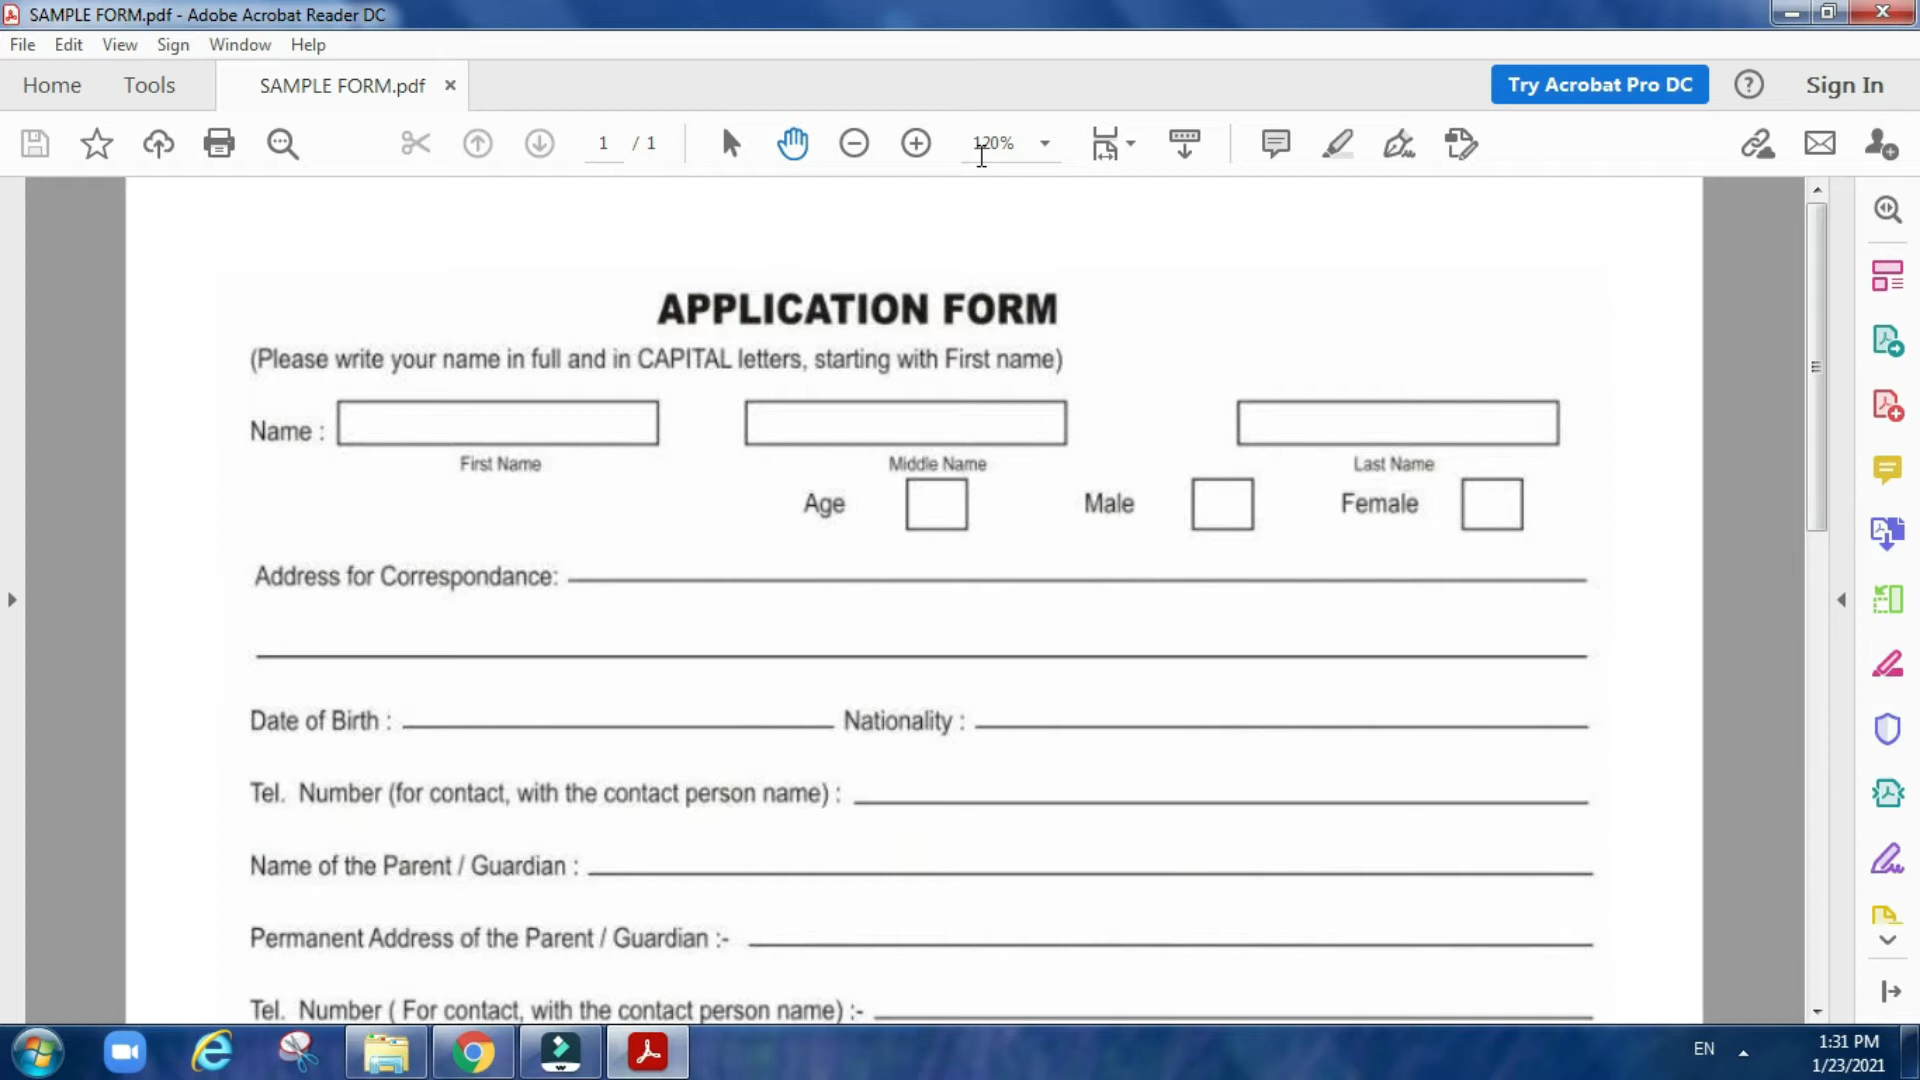 SAMPLE FORM.pdf - Adobe Acrobat Reader DC
File Edit View Sign Window Help
Home Tools SAMPLE FORM.pdf × Try Acrobat Pro DC ? Sign In
1 / 1 120%
APPLICATION FORM
(Please write your name in full and in CAPITAL letters, starting with First name)
Name :
First Name Middle Name Last Name
Age Male Female
Address for Correspondance:
Date of Birth : Nationality :
Tel. Number (for contact, with the contact person name) :
Name of the Parent / Guardian :
Permanent Address of the Parent / Guardian :-
Tel. Number ( For contact, with the contact person name) :-
EN 1:31 PM
1/23/2021